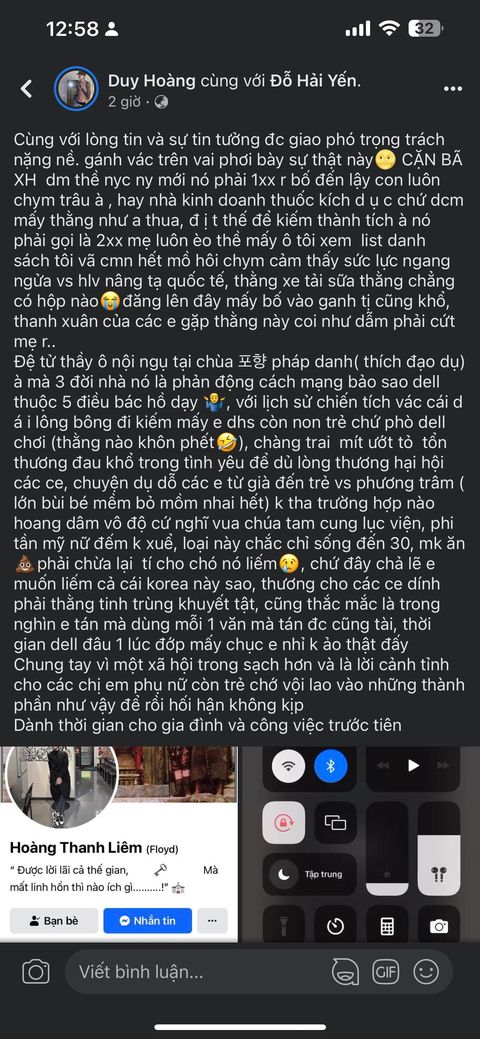 12:58
32
Duy Hoàng cùng với Đỗ Hải Yến.
2 giờ ·
Cùng với lòng tin và sự tin tưởng đc giao phó trọng trách
nặng nề. gánh vác trên vai phơi bày sự thật này🌝 CẶN BÃ
XH dm thề nyc ny mới nó phải 1xx r bố đến lậy con luôn
chym trâu à , hay nhà kinh doanh thuốc kích d ụ c chứ dcm
mấy thằng như a thua, đ ị t thế để kiếm thành tích à nó
phải gọi là 2xx mẹ luôn èo thề mấy ô tôi xem list danh
sách tôi vã cmn hết mồ hôi chym cảm thấy sức lực ngang
ngửa vs hlv nâng tạ quốc tế, thằng xe tải sữa thằng chẳng
có hộp nào😭đăng lên đây mấy bố vào ganh tị cũng khổ,
thanh xuân của các e gặp thằng này coi như dẫm phải cứt
mẹ r..
Đệ tử thầy ô nội ngụ tại chùa 포항 pháp danh( thích đạo dụ)
à mà 3 đời nhà nó là phản động cách mạng bảo sao dell
thuộc 5 điều bác hồ dạy 🤷‍♂️, với lịch sử chiến tích vác cái d
á i lông bông đi kiếm mấy e dhs còn non trẻ chứ phò dell
chơi (thằng nào khôn phết🤣), chàng trai mít ướt tỏ tổn
thương đau khổ trong tình yêu để dủ lòng thương hại hội
các ce, chuyện dụ dỗ các e từ già đến trẻ vs phương trâm (
lớn bùi bé mềm bỏ mồm nhai hết) k tha trường hợp nào
hoang dâm vô độ cứ nghĩ vua chúa tam cung lục viện, phi
tần mỹ nữ đếm k xuể, loại này chắc chỉ sống đến 30, mk ăn
💩phải chừa lại tí cho chó nó liếm😢, chứ đây chả lẽ e
muốn liếm cả cái korea này sao, thương cho các ce dính
phải thằng tinh trùng khuyết tật, cũng thắc mắc là trong
nghìn e tán mà dùng mỗi 1 văn mà tán đc cũng tài, thời
gian dell đâu 1 lúc đớp mấy chục e nhỉ k ảo thật đấy
Chung tay vì một xã hội trong sạch hơn và là lời cảnh tỉnh
cho các chị em phụ nữ còn trẻ chớ vội lao vào những thành
phần như vậy để rồi hối hận không kịp
Dành thời gian cho gia đình và công việc trước tiên
Hoàng Thanh Liêm (Floyd)
“ Được lời lãi cả thế gian, 🗝 Mà
mất linh hồn thì nào ích gì..........!” ⛪
Bạn bè
Nhắn tin
Tập trung
Viết bình luận...
GIF